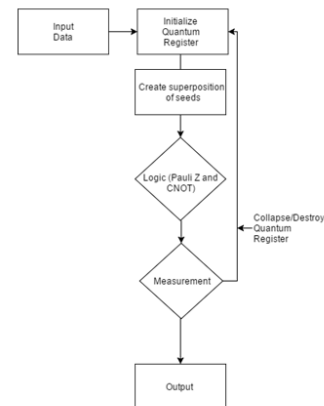 Input
Data
Initialize
Quantum
Register
Create superposition
of seeds
Logic (Pauli Z and
CNOT)
Collapse/Destroy
Quantum
Register
Measurement
Output